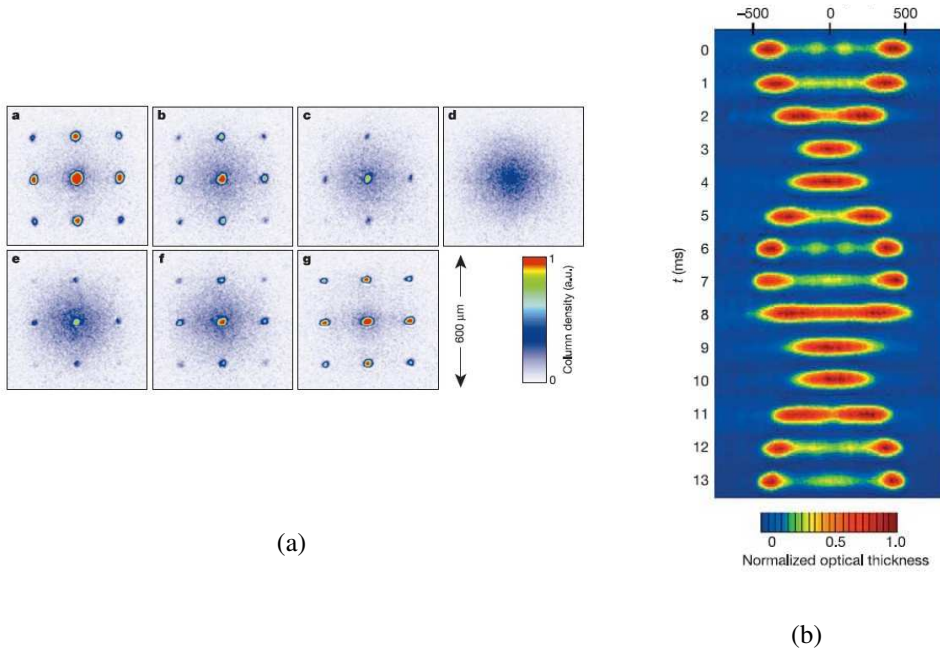 a
b
c
d
e
f
g
600 μm
1
0
Column density (a.u.)
(a)
−500 0 500
0
1
2
3
4
5
6
7
8
9
10
11
12
13
t (ms)
0 0.5 1.0
Normalized optical thickness
(b)